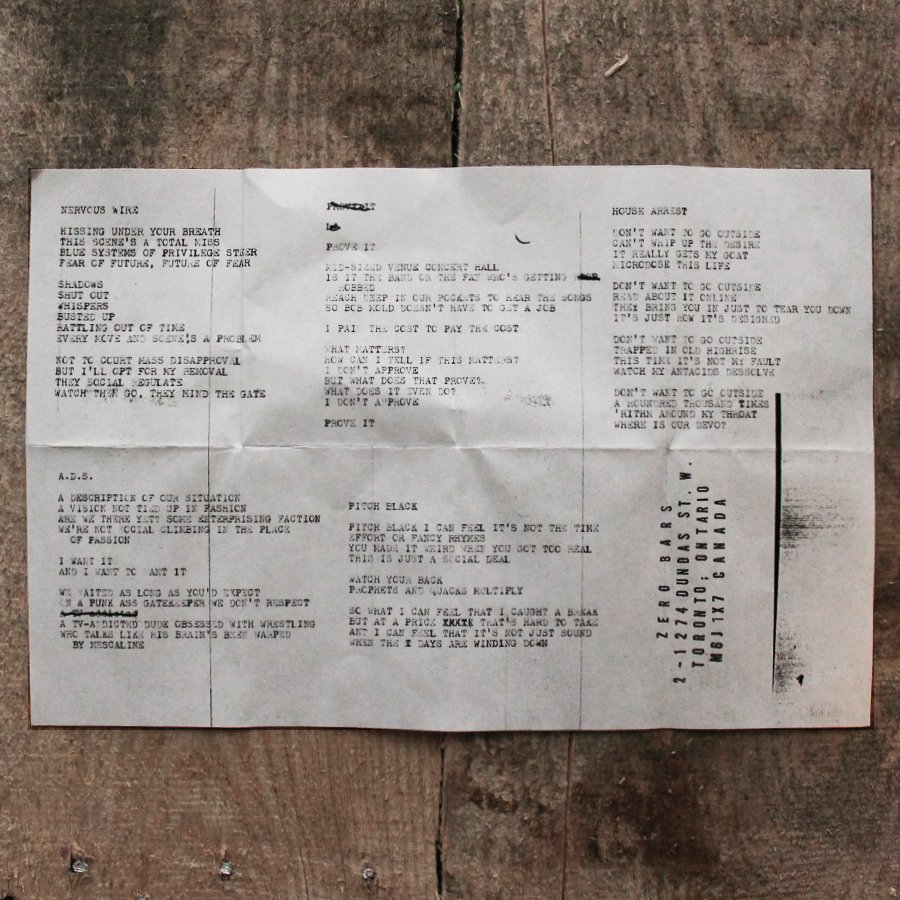 NERVOUS WIRE
HISSING UNDER YOUR BREATH
THIS SCENE'S A TOTAL MISS
BLUE SYSTEMS OF PRIVILEGE STEER
FEAR OF FUTURE, FUTURE OF FEAR
SHADOWS
SHUT OUT
WHISPERS
BUSTED UP
RATTLING OUT OF TIME
EVERY MOVE AND SCENE'S A PROBLEM
NOT TO COURT MASS DISAPPROVAL
BUT I'LL OPT FOR MY REMOVAL
THEY SOCIAL REGULATE
WATCH THEN GO, THEY MIND THE GATE
PROVE IT
MID-SIZED VENUE CONCERT HALL
IS IT THE BAND OR THE FAN WHO'S GETTING
ROBBED
REACH DEEP IN OUR POCKETS TO HEAR THE SONGS
SO BOB MOLD DOESN'T HAVE TO GET A JOB
I PAID THE COST TO PAY THE COST.
WHAT MATTERS?
HOW CAN I TELL IF THIS MATTERS?
I DON'T APPROVE
BUT WHAT DOES THAT PROVE?
WHAT DOES IT EVEN DO?
I DON'T APPROVE
PROVE IT
HOUSE ARREST
DON'T WANT TO GO OUTSIDE
CAN'T WHIP UP THE DESIRE
IT REALLY GETS MY GOAT
MICRODOSE THIS LIFE
DON'T WANT TO GO OUTSIDE
READ ABOUT IT ONLINE
THEY BRING YOU IN JUST TO TEAR YOU DOWN
IT'S JUST HOW IT'S DESIGNED
DON'T WANT TO GO OUTSIDE
TRAPPED IN OLD HIGHRISE
THIS TIME IT'S NOT MY FAULT
WATCH MY ANTACIDS DESSOLVE
DON'T WANT TO GO OUTSIDE
A HOUNDRED THOUSAND TIMES
'RITHM AROUND MY THROAT
WHERE IS OUR DEVO?
A.D.S.
A DESCRIPTION OF OUR SITUATION
A VISION NOT TIED UP IN FASHION
ARE WE THERE YET? SOME ENTERPRISING FACTION
WE'RE NOT SOCIAL CLIMBING IN THE PLACE
OF PASSION
I WANT IT
AND I WANT TO WANT IT
WE WAITED AS LONG AS YOU'D EXPECT
ON A PUNK ASS GATEKEEPER WE DON'T RESPECT
A TV-ADDICTED DUDE OBSESSED WITH WRESTLING
WHO TALKS LIKE HIS BRAIN'S BEEN WARPED
BY MESCALINE
PITCH BLACK
PITCH BLACK I CAN FEEL IT'S NOT THE TIME
EFFORT OR FANCY RHYMES
YOU MADE IT WEIRD WHEN YOU GOT TOO REAL
THIS IS JUST A SOCIAL DEAL
WATCH YOUR BACK
PROPHETS AND QUACKS MULTIPLY
SO WHAT I CAN FEEL THAT I CAUGHT A BREAK
BUT AT A PRICE XXXXX THAT'S HARD TO TAKE
AND I CAN FEEL THAT IT'S NOT JUST SOUND
WHEN THE DAYS ARE WINDING DOWN
ZERO BARS
2-1274 DUNDAS ST. W.
TORONTO; ONTARIO
M6J 1X7 CANADA